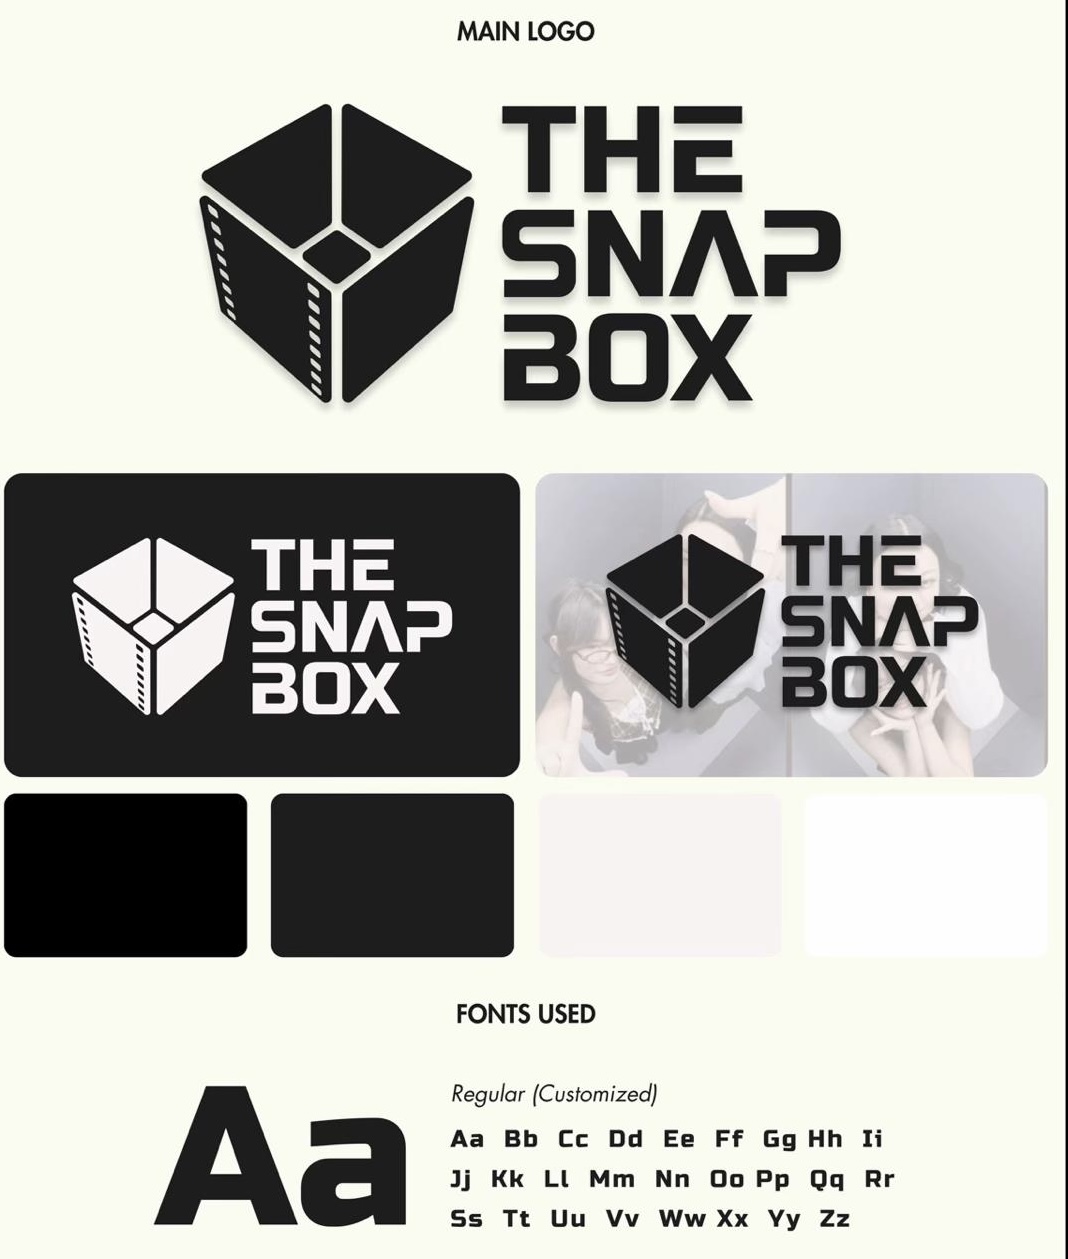 MAIN LOGO
THE
SNAP
BOX
THE
SNAP
BOX
THE
SNAP
BOX
FONTS USED
Aa
Regular (Customized)
Aa Bb Cc Dd Ee Ff Gg Hh Ii
Jj Kk Ll Mm Nn Oo Pp Qq Rr
Ss Tt Uu Vv Ww Xx Yy Zz